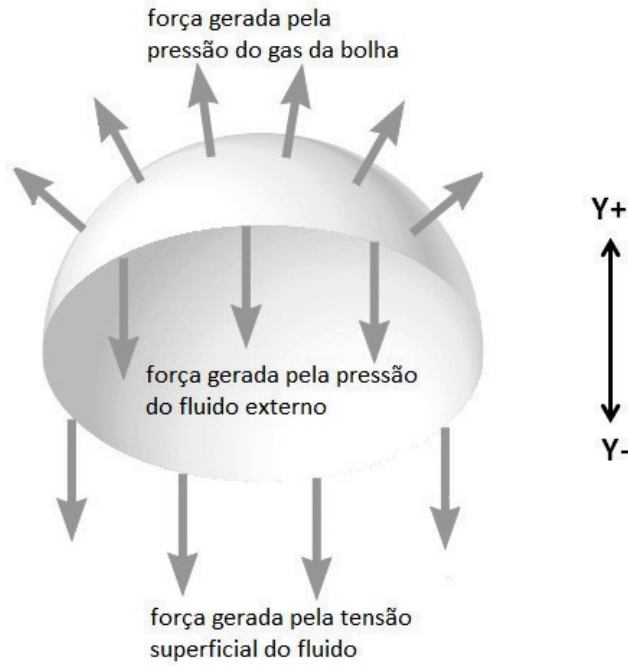 força gerada pela
pressão do gas da bolha
Y+
força gerada pela pressão
do fluido externo
Y-
força gerada pela tensão
superficial do fluido